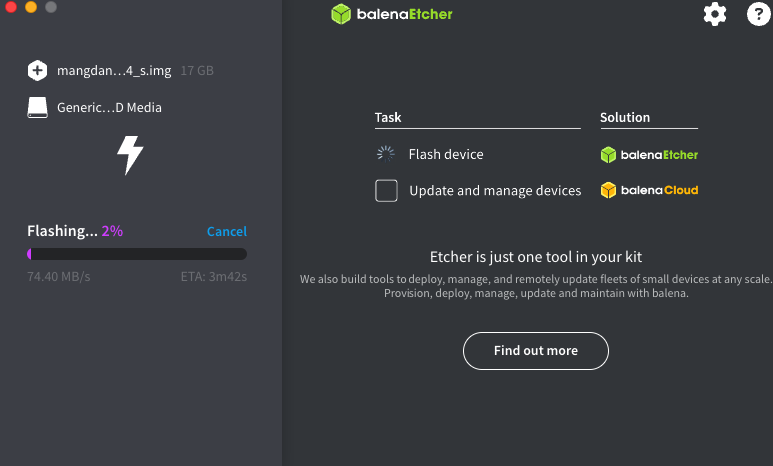 balenaEtcher
?
mangdan...4_s.img 17 GB
Generic...D Media
Flashing... 2% Cancel
74.40 MB/s ETA: 3m42s
Task Solution
Flash device balenaEtcher
Update and manage devices balenaCloud
Etcher is just one tool in your kit
We also build tools to deploy, manage, and remotely update fleets of small devices at any scale.
Provision, deploy, manage, update and maintain with balena.
Find out more